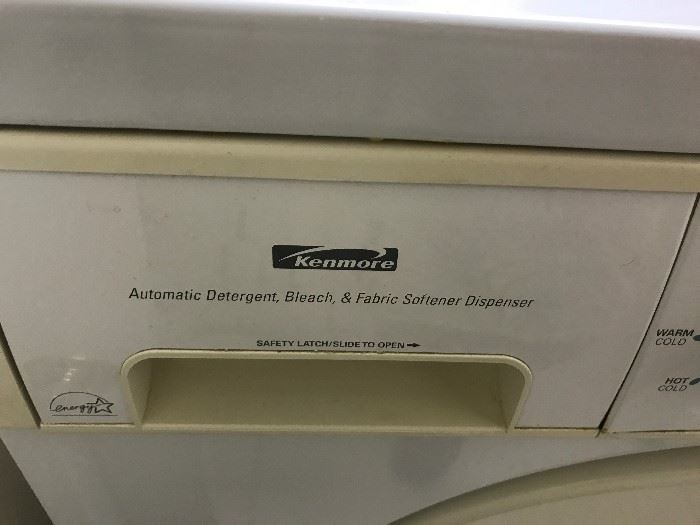 Kenmore
Automatic Detergent, Bleach, & Fabric Softener Dispenser
SAFETY LATCH/SLIDE TO OPEN →
energy
WARM
COLD
HOT
COLD